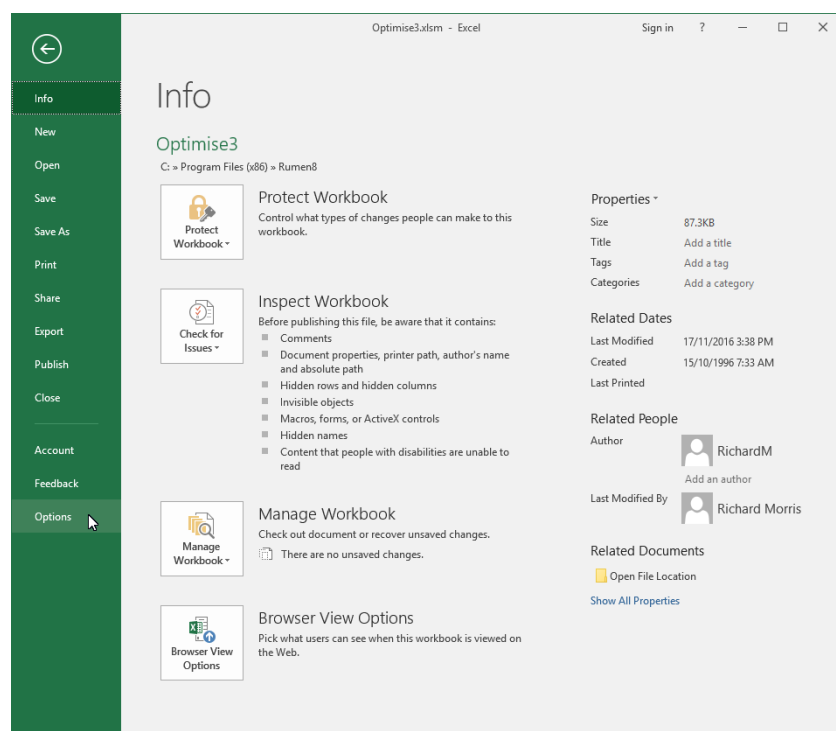 Optimise3.xlsm - Excel
Sign in
?
Info
New
Open
Save
Save As
Print
Share
Export
Publish
Close
Account
Feedback
Options
Info
Optimise3
C: » Program Files (x86) » Rumen8
Protect
Workbook
Protect Workbook
Control what types of changes people can make to this
workbook.
Check for
Issues
Inspect Workbook
Before publishing this file, be aware that it contains:
Comments
Document properties, printer path, author's name
and absolute path
Hidden rows and hidden columns
Invisible objects
Macros, forms, or ActiveX controls
Hidden names
Content that people with disabilities are unable to
read
Manage
Workbook
Manage Workbook
Check out document or recover unsaved changes.
There are no unsaved changes.
Browser View
Options
Browser View Options
Pick what users can see when this workbook is viewed on
the Web.
Properties
Size 87.3KB
Title Add a title
Tags Add a tag
Categories Add a category
Related Dates
Last Modified 17/11/2016 3:38 PM
Created 15/10/1996 7:33 AM
Last Printed
Related People
Author RichardM
Add an author
Last Modified By Richard Morris
Related Documents
Open File Location
Show All Properties